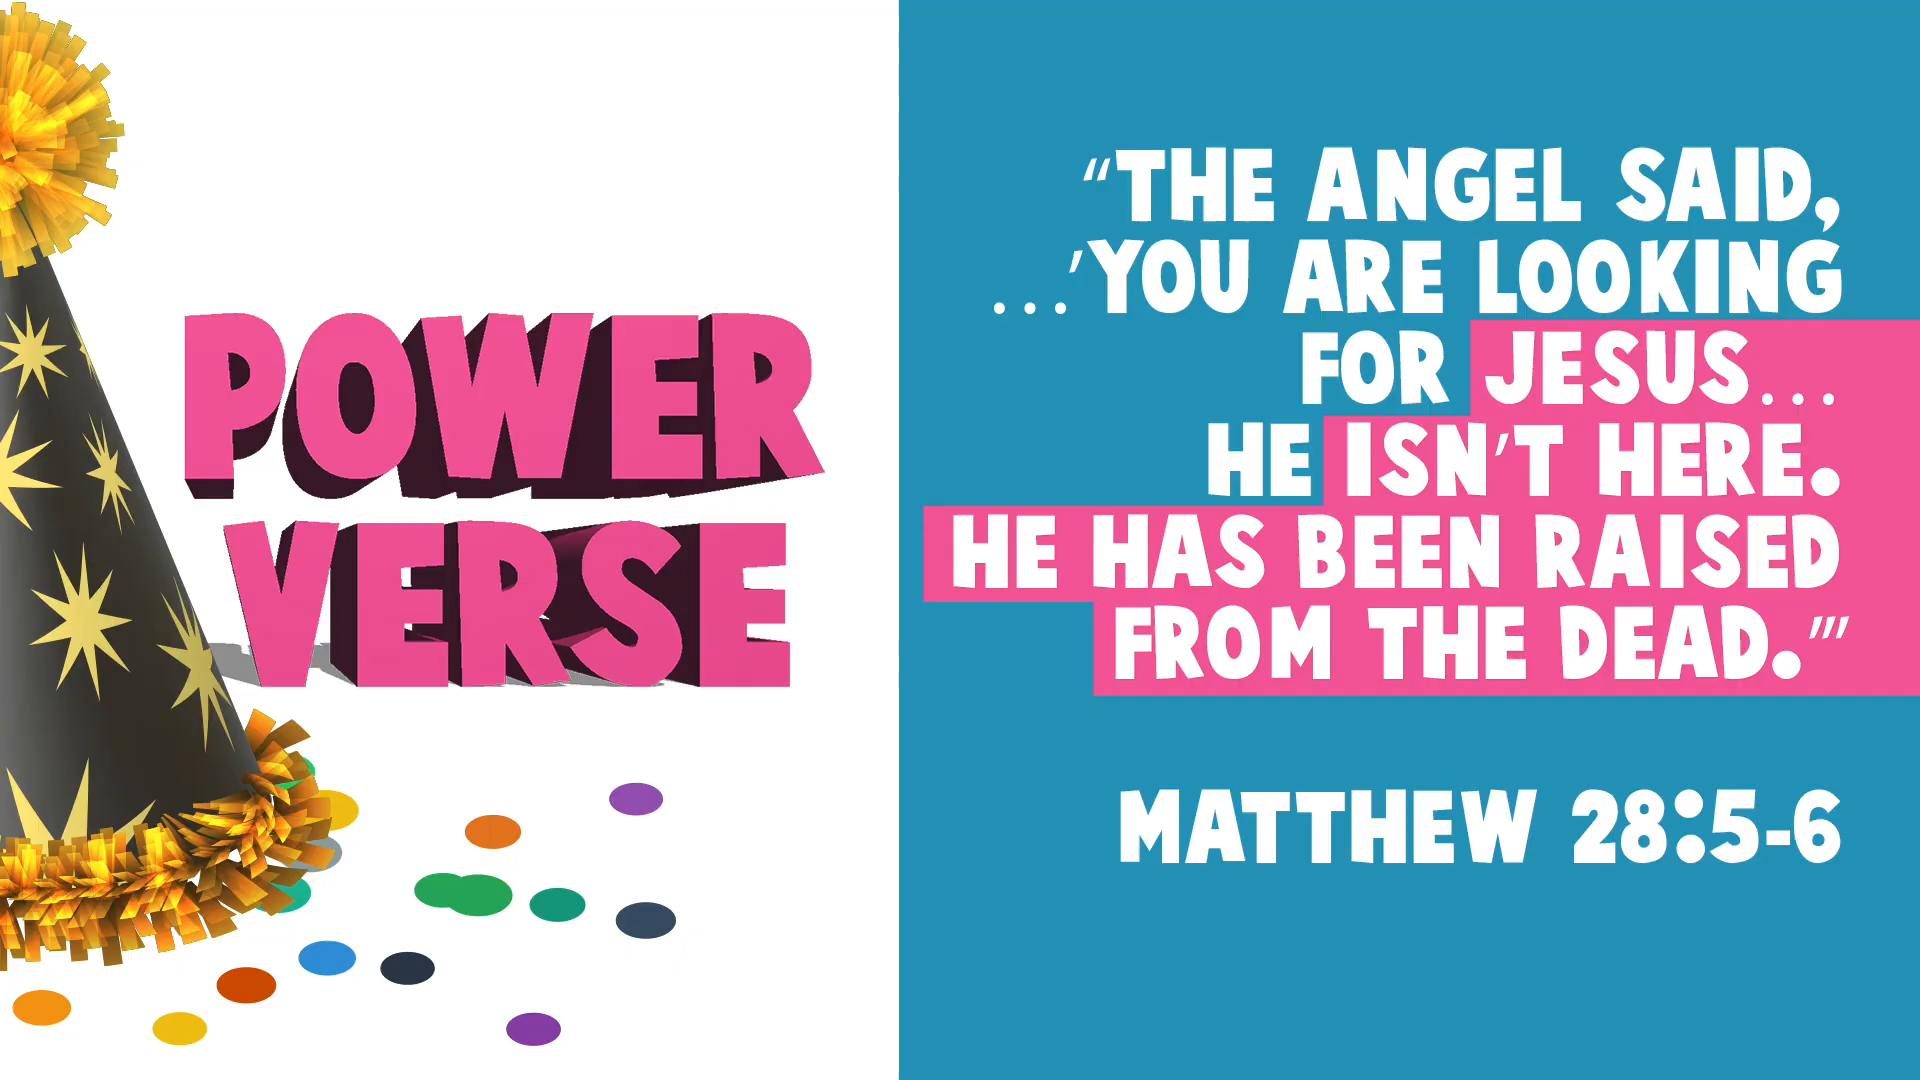 POWER
VERSE
“THE ANGEL SAID,
...’YOU ARE LOOKING
FOR JESUS...
HE ISN’T HERE.
HE HAS BEEN RAISED
FROM THE DEAD.’”
MATTHEW 28:5-6